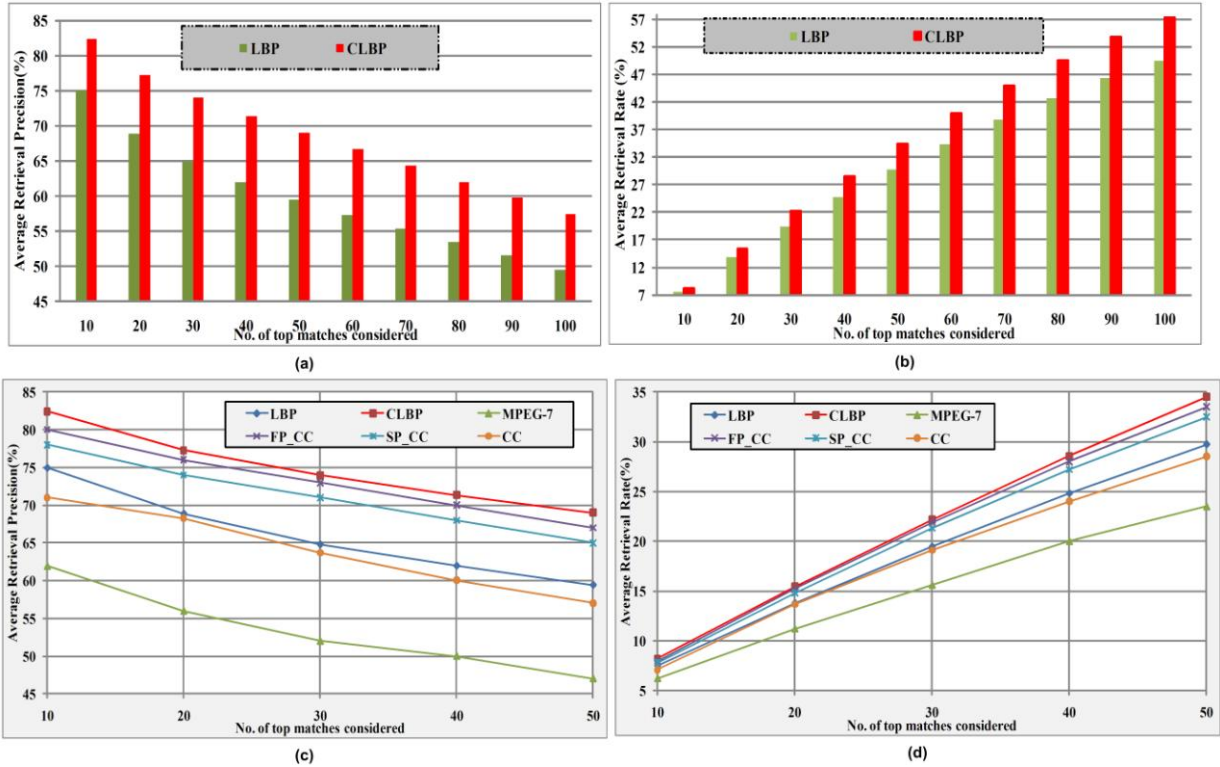 85
80
75
70
65
60
55
50
45
Average Retrieval Precision(%)
LBP CLBP
10 20 30 40 50 60 70 80 90 100
No. of top matches considered
(a)
57
52
47
42
37
32
27
22
17
12
7
Average Retrieval Rate (%)
LBP CLBP
10 20 30 40 50 60 70 80 90 100
No. of top matches considered
(b)
85
80
75
70
65
60
55
50
45
Average Retrieval Precision(%)
LBP CLBP MPEG-7
FP_CC SP_CC CC
10 20 30 40 50
No. of top matches considered
(c)
35
30
25
20
15
10
5
Average Retrieval Rate(%)
LBP CLBP MPEG-7
FP_CC SP_CC CC
10 20 30 40 50
No. of top matches considered
(d)